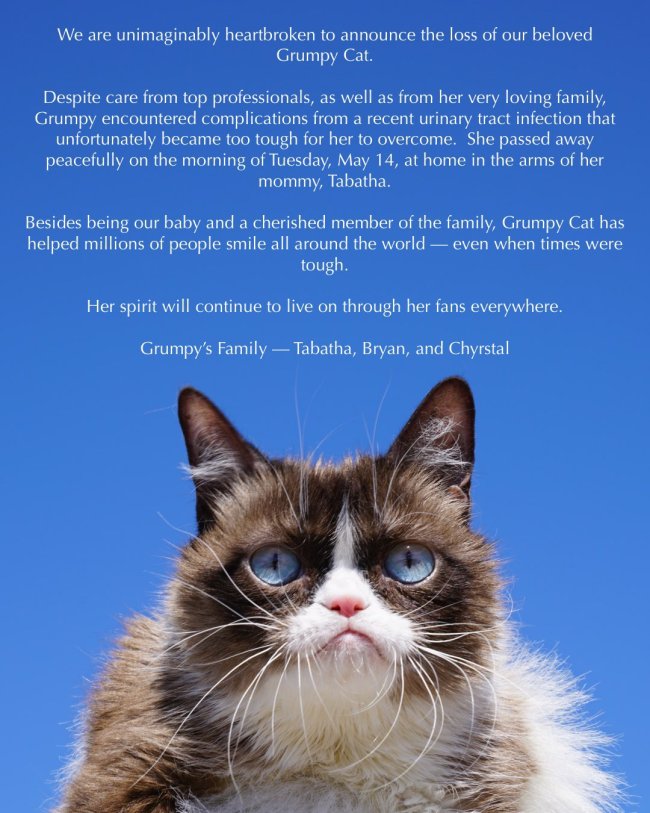 We are unimaginably heartbroken to announce the loss of our beloved
Grumpy Cat.
Despite care from top professionals, as well as from her very loving family,
Grumpy encountered complications from a recent urinary tract infection that
unfortunately became too tough for her to overcome.  She passed away
peacefully on the morning of Tuesday, May 14, at home in the arms of her
mommy, Tabatha.
Besides being our baby and a cherished member of the family, Grumpy Cat has
helped millions of people smile all around the world — even when times were
tough.
Her spirit will continue to live on through her fans everywhere.
Grumpy’s Family — Tabatha, Bryan, and Chyrstal